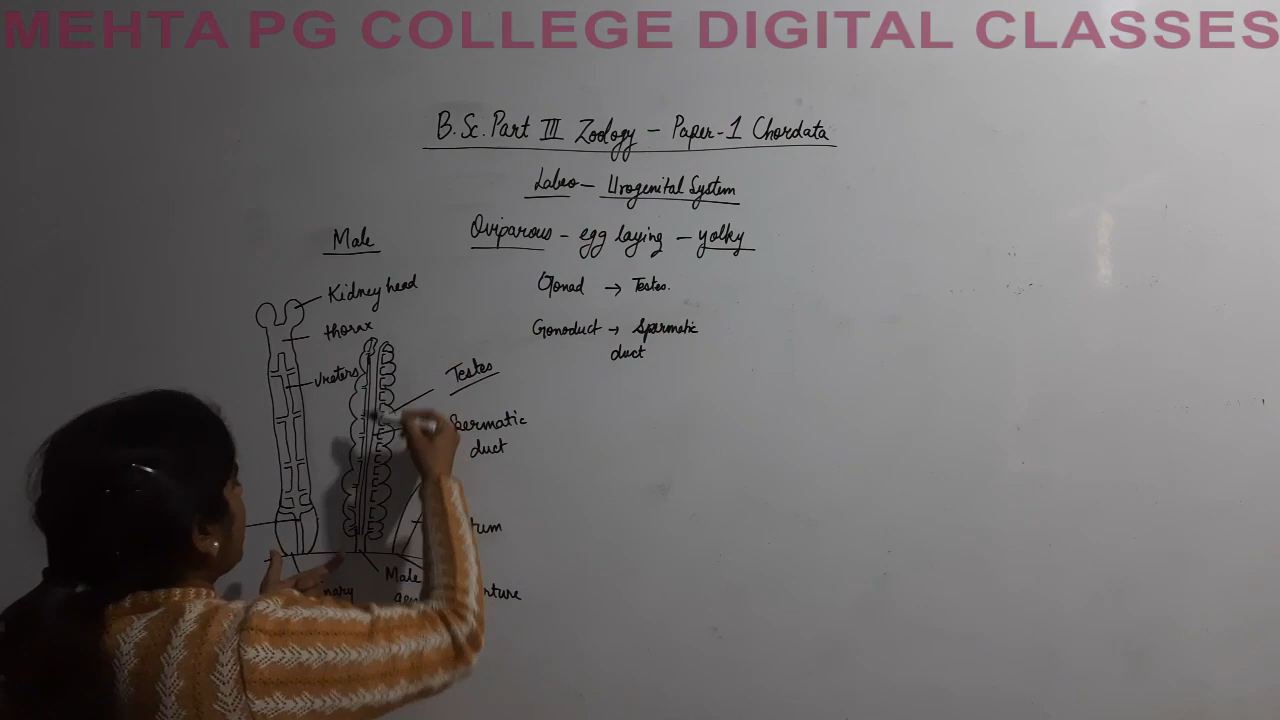 MEHTA PG COLLEGE DIGITAL CLASSES
B.Sc. Part III Zoology - Paper-1 Chordata
Labeo - Urogenital System
Oviparous - egg laying - yolky
Male
Gonad → Testes.
Kidney head
Gonoduct → Spermatic
duct
thorax
Ureters
Testes
Spermatic
duct
Male